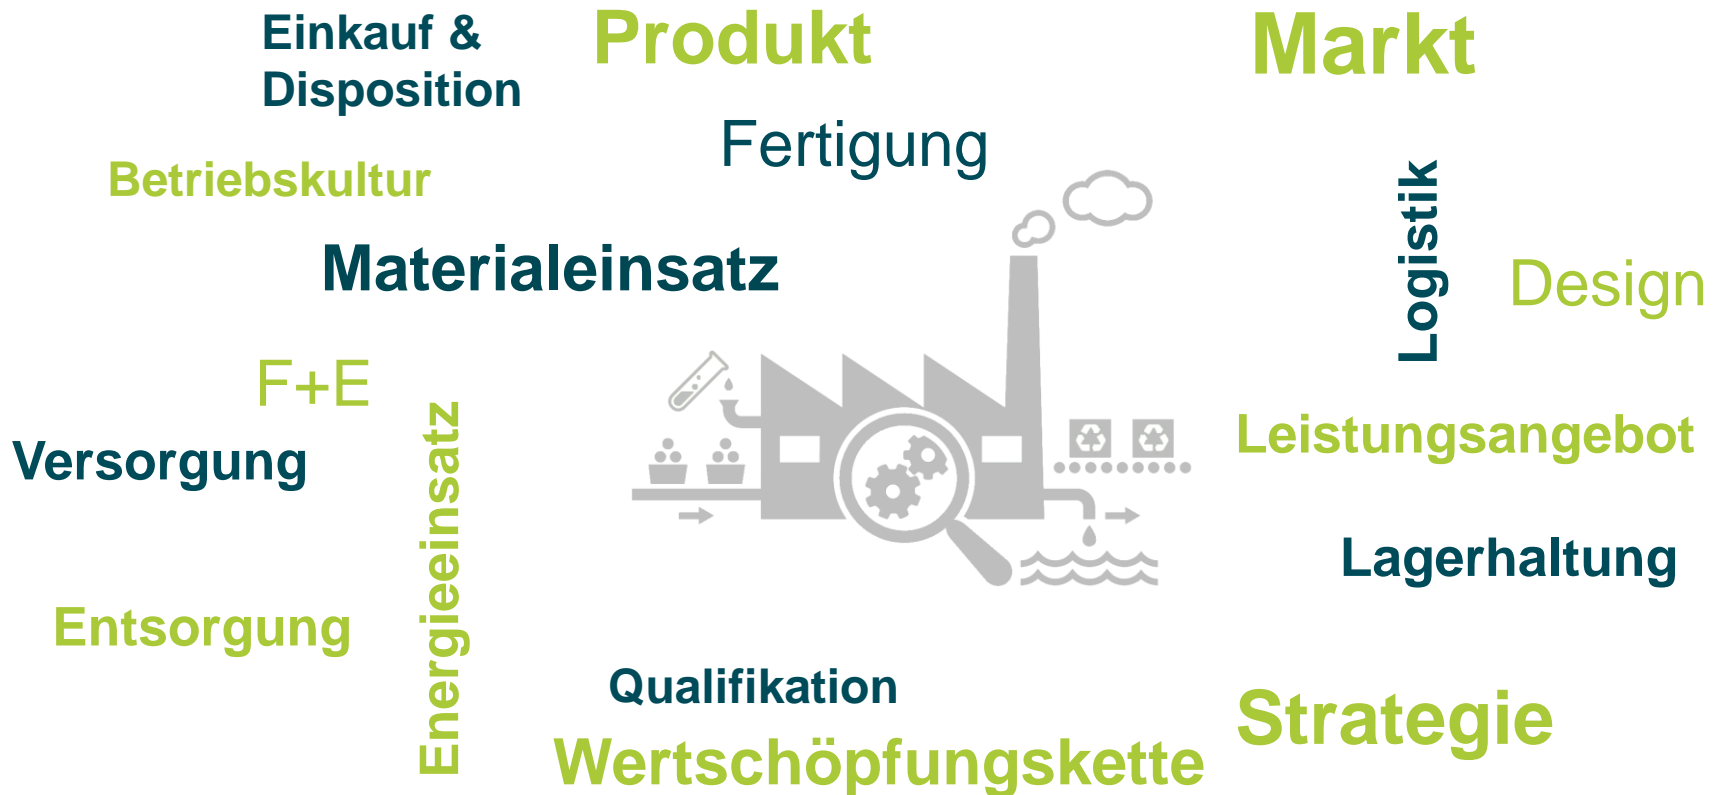 Einkauf &
Disposition
Produkt
Markt
Fertigung
Betriebskultur
Logistik
Materialeinsatz
Design
F+E
Energieeinsatz
Leistungsangebot
Versorgung
Lagerhaltung
Entsorgung
Qualifikation
Strategie
Wertschöpfungskette